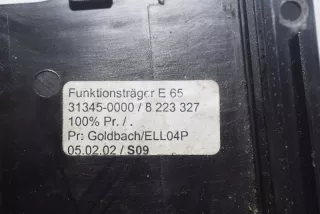 Funktionsträger E 65
31345-0000 / 8 223 327
100% Pr. / .
Pr: Goldbach/ELL04P
05.02.02 / S09